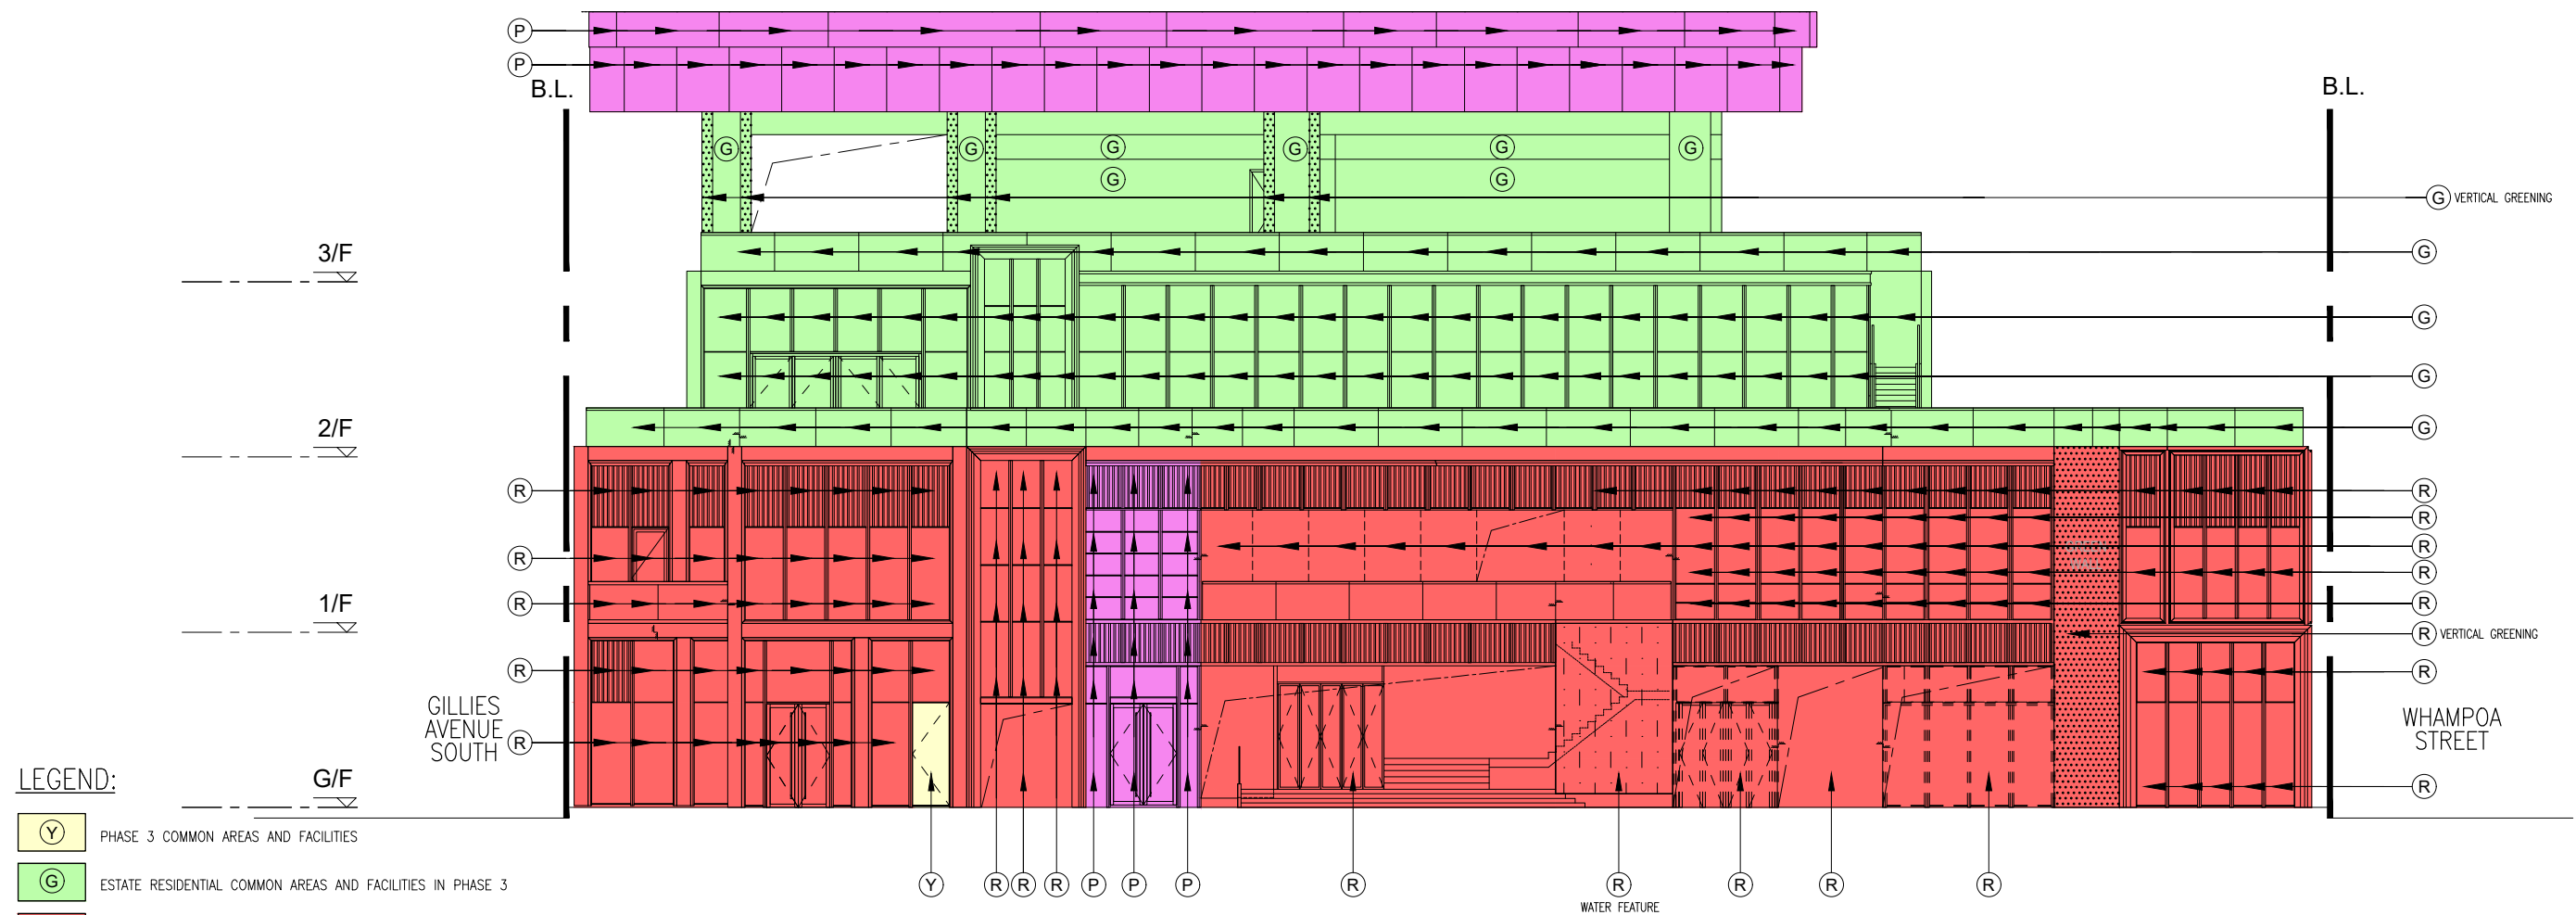 P
P
B.L.
B.L.
G
G
G
G
G
G
G
G
G
G VERTICAL GREENING
3/F
G
G
G
2/F
G
R
R
R
R
R
R
1/F
R
R
R
R VERTICAL GREENING
R
R
GILLIES
AVENUE
SOUTH
R
WHAMPOA
STREET
G/F
R
LEGEND:
Y PHASE 3 COMMON AREAS AND FACILITIES
G ESTATE RESIDENTIAL COMMON AREAS AND FACILITIES IN PHASE 3
Y
R
R
R
P
P
P
R
R
WATER FEATURE
R
R
R